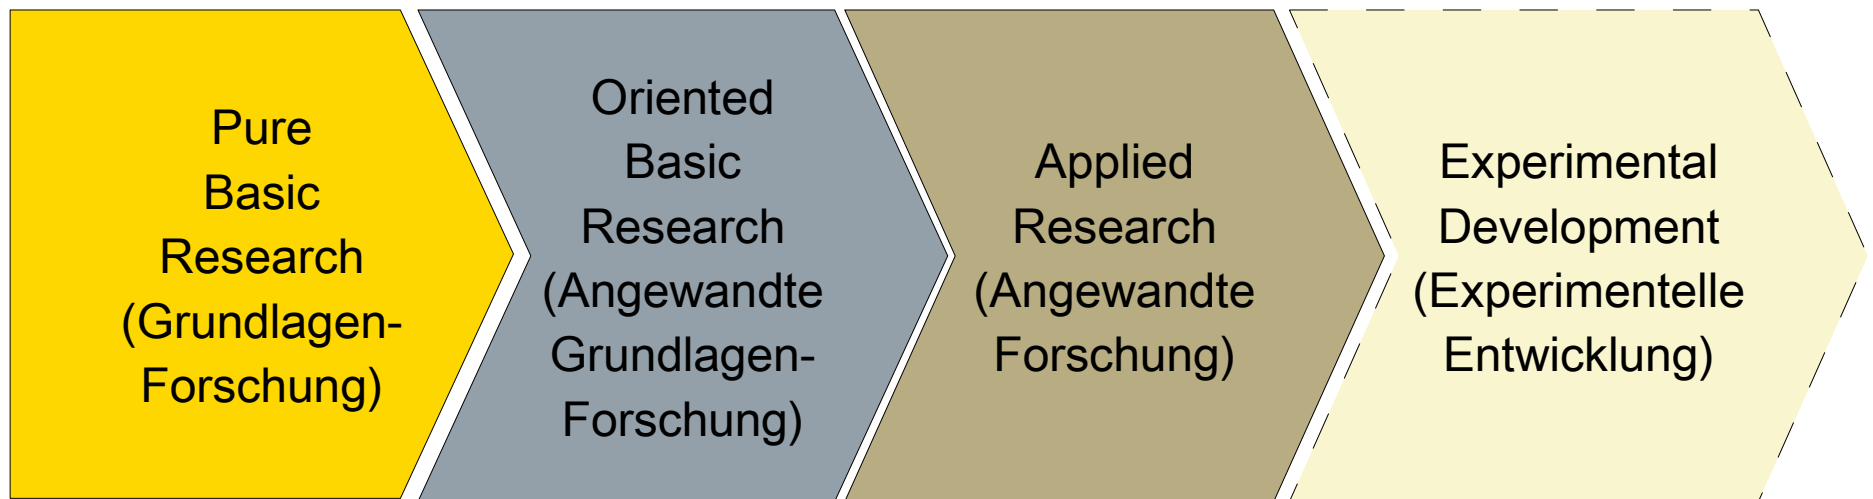 Pure
Basic
Research
(Grundlagen-
Forschung)
Oriented
Basic
Research
(Angewandte
Grundlagen-
Forschung)
Applied
Research
(Angewandte
Forschung)
Experimental
Development
(Experimentelle
Entwicklung)